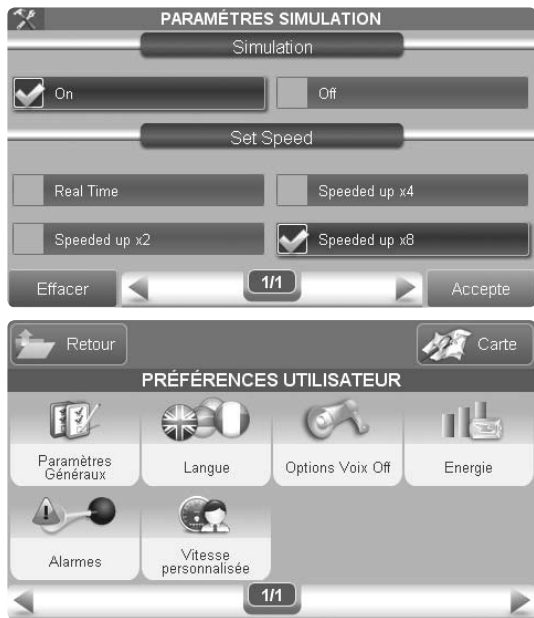 PARAMÉTRES SIMULATION
Simulation
On
Off
Set Speed
Real Time
Speeded up x4
Speeded up x2
Speeded up x8
Effacer
1/1
Accepte
Retour
Carte
PRÉFÉRENCES UTILISATEUR
Paramètres
Généraux
Langue
Options Voix Off
Energie
Alarmes
Vitesse
personnalisée
1/1